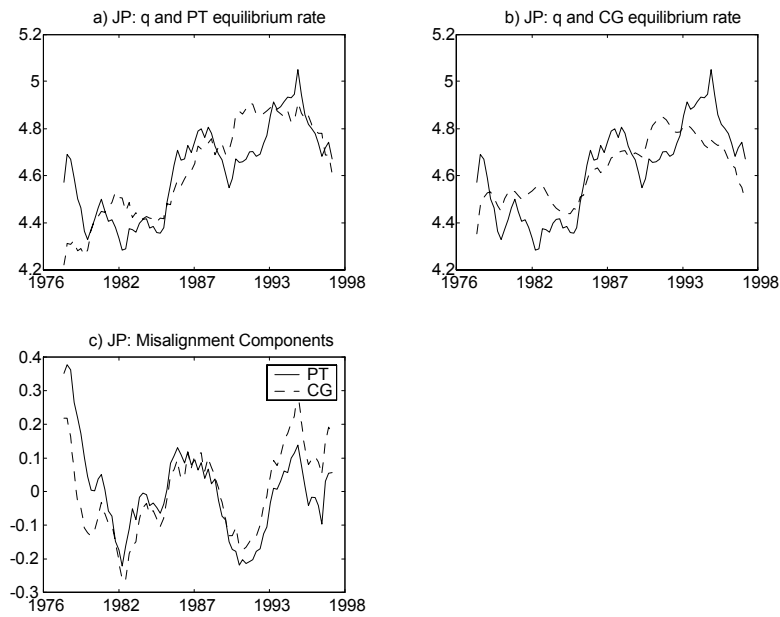 a) JP: q and PT equilibrium rate
5.2
5
4.8
4.6
4.4
4.2
1976 1982 1987 1993 1998
b) JP: q and CG equilibrium rate
5.2
5
4.8
4.6
4.4
4.2
1976 1982 1987 1993 1998
c) JP: Misalignment Components
0.4
0.3
0.2
0.1
0
-0.1
-0.2
-0.3
1976 1982 1987 1993 1998
PT
CG